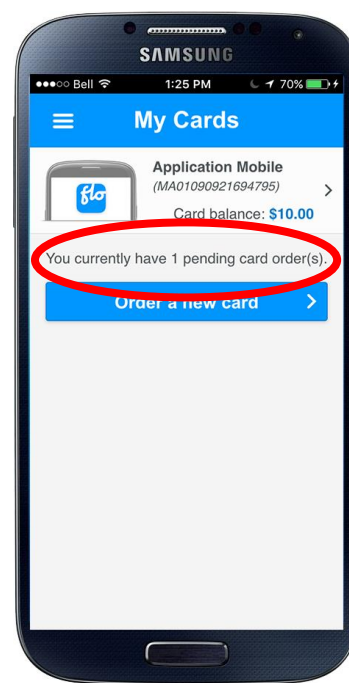 SAMSUNG
●●●○○ Bell 1:25 PM 70%
My Cards
Application Mobile
flo
(MA01090921694795)
Card balance: $10.00
You currently have 1 pending card order(s).
Order a new card